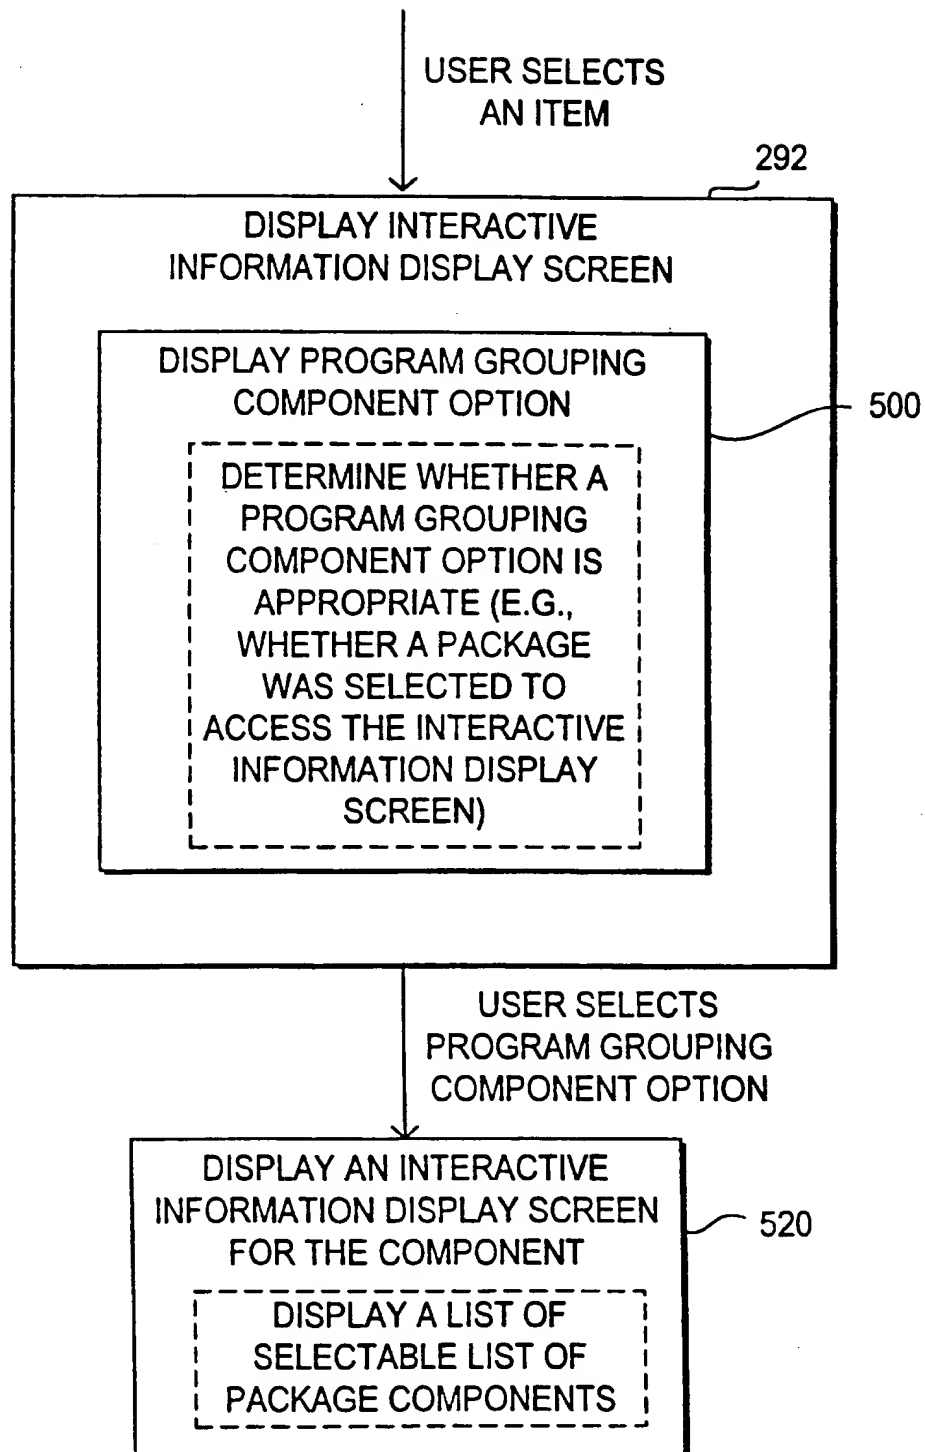 USER SELECTS
AN ITEM
292
DISPLAY INTERACTIVE
INFORMATION DISPLAY SCREEN
DISPLAY PROGRAM GROUPING
COMPONENT OPTION
500
DETERMINE WHETHER A
PROGRAM GROUPING
COMPONENT OPTION IS
APPROPRIATE (E.G.,
WHETHER A PACKAGE
WAS SELECTED TO
ACCESS THE INTERACTIVE
INFORMATION DISPLAY
SCREEN)
USER SELECTS
PROGRAM GROUPING
COMPONENT OPTION
DISPLAY AN INTERACTIVE
INFORMATION DISPLAY SCREEN
FOR THE COMPONENT
520
DISPLAY A LIST OF
SELECTABLE LIST OF
PACKAGE COMPONENTS